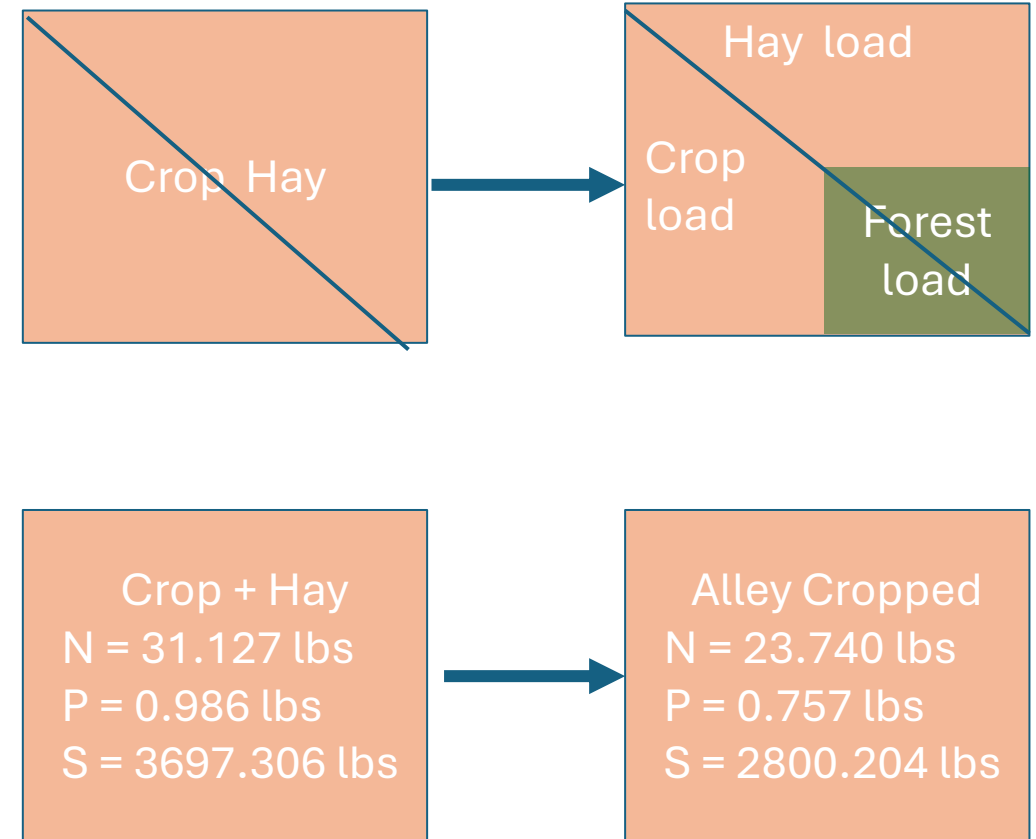 Crop Hay
Hay load
Crop
load
Forest
load
Crop + Hay
N = 31.127 lbs
P = 0.986 lbs
S = 3697.306 lbs
Alley Cropped
N = 23.740 lbs
P = 0.757 lbs
S = 2800.204 lbs